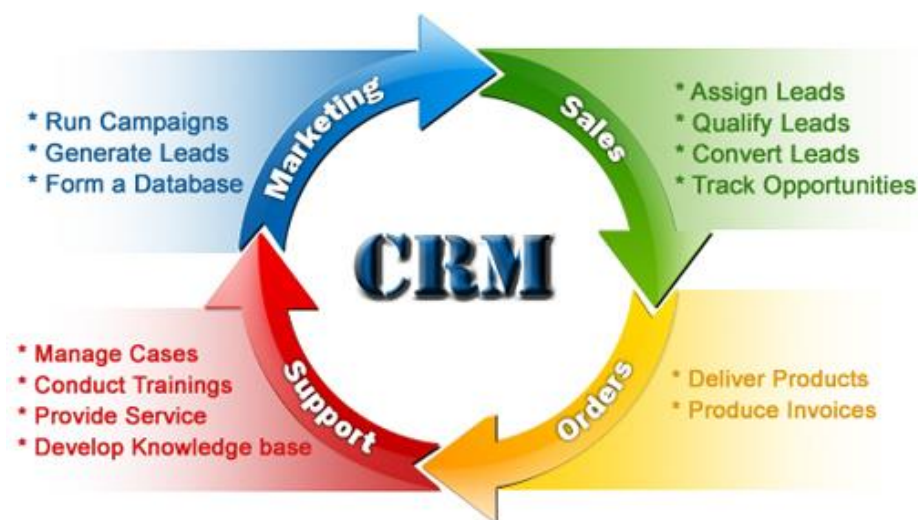 Marketing
* Run Campaigns
* Generate Leads
* Form a Database
Sales
* Assign Leads
* Qualify Leads
* Convert Leads
* Track Opportunities
CRM
Support
* Manage Cases
* Conduct Trainings
* Provide Service
* Develop Knowledge base
Orders
* Deliver Products
* Produce Invoices